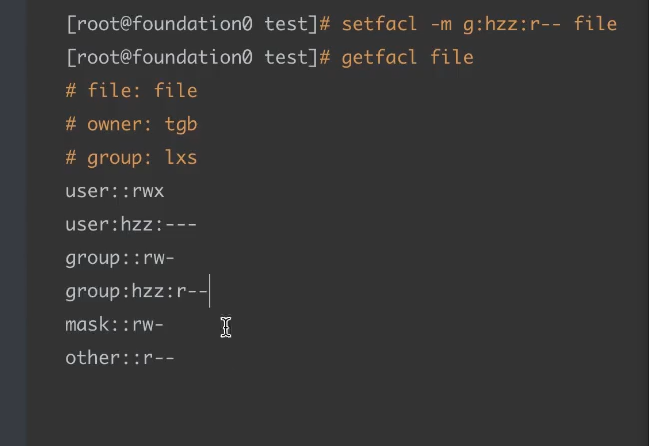 [root@foundation0 test]# setfacl -m g:hzz:r-- file
[root@foundation0 test]# getfacl file
# file: file
# owner: tgb
# group: lxs
user::rwx
user:hzz:---
group::rw-
group:hzz:r--
mask::rw-
other::r--